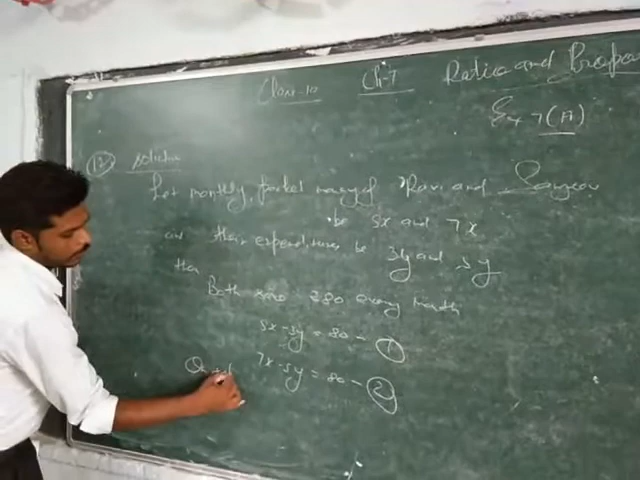 Class-10 Ch-7 Ratio and Propor
Ex 7(A)
(12) solution
Let monthly pocket money of Ravi and Sanjeev
be 5x and 7x
and their expenditures be 3y and 5y
then
Both save 80 every month
5x-3y = 80 - (1)
7x-5y = 80 - (2)